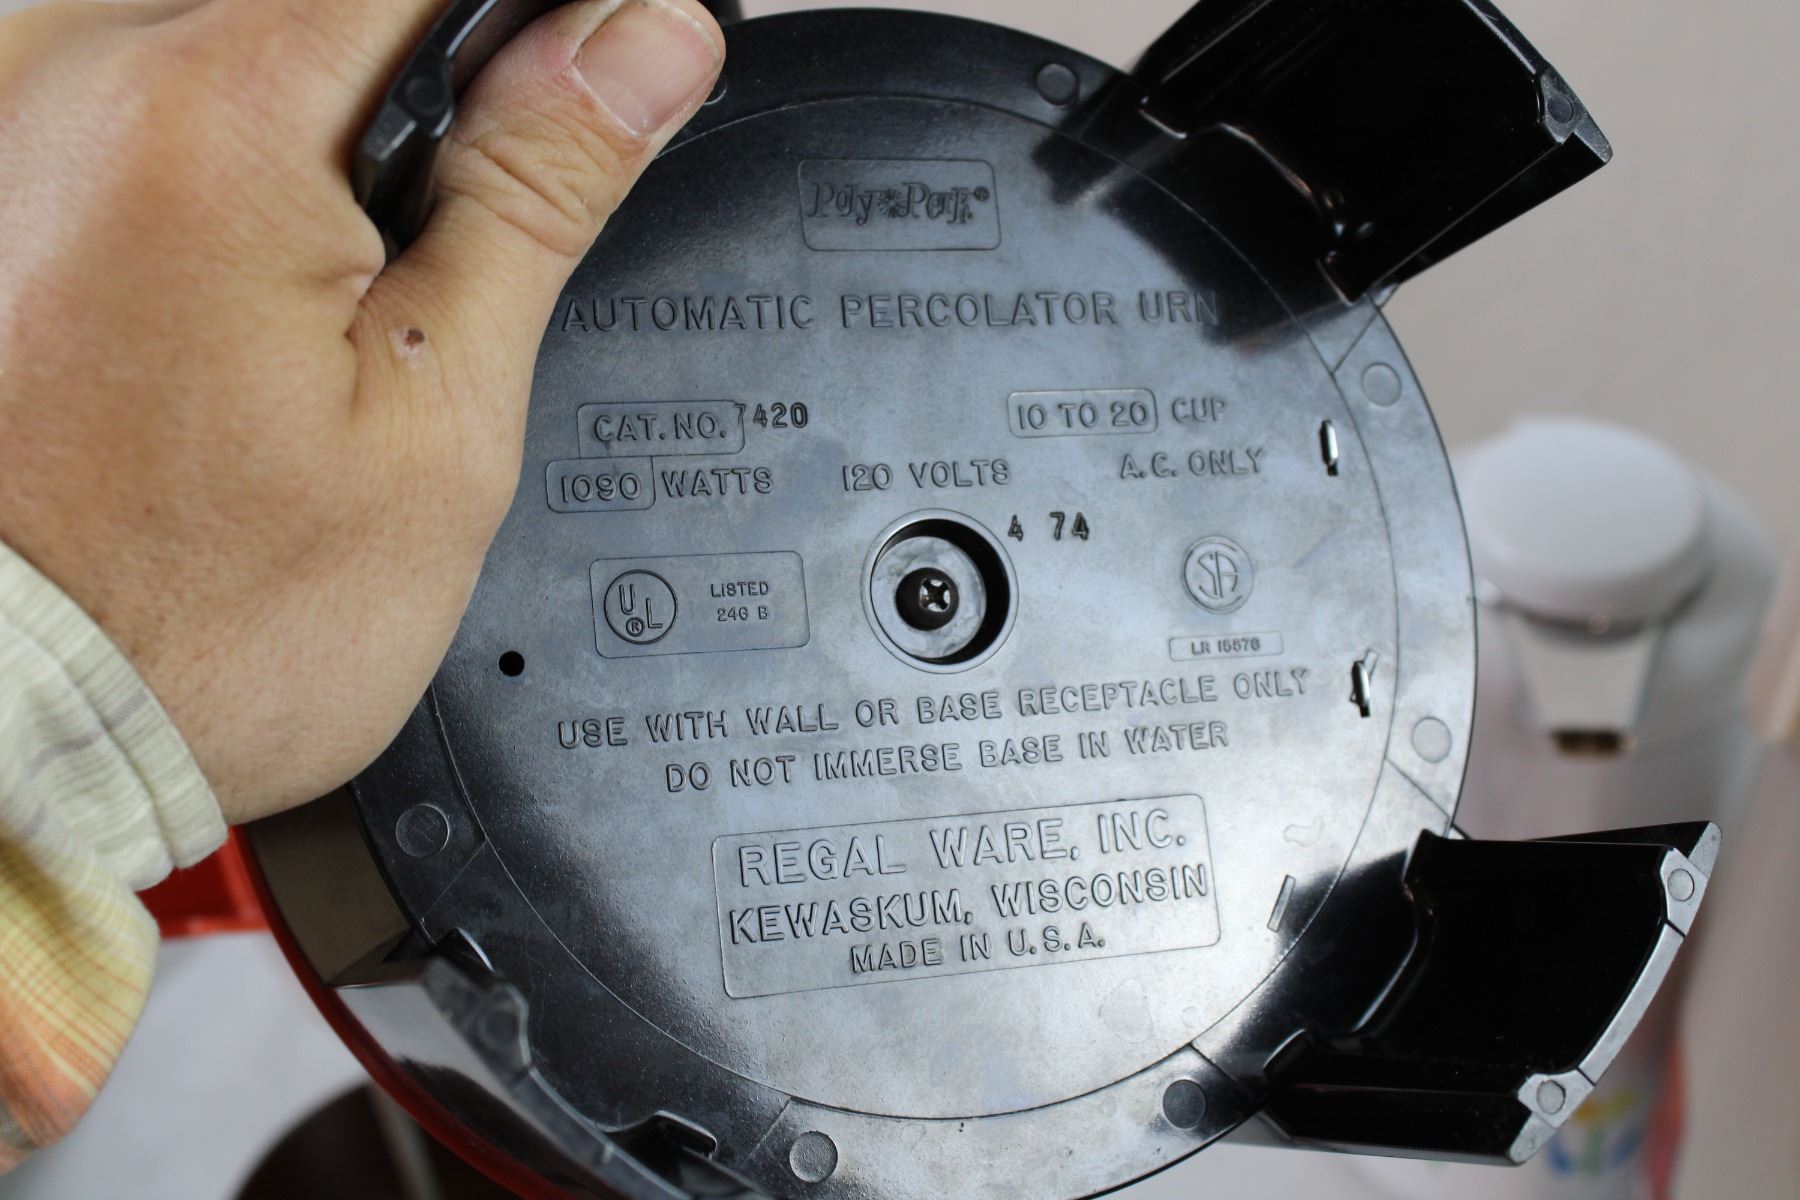 Poly Perk®
AUTOMATIC PERCOLATOR URN
CAT. NO. 7420
10 TO 20 CUP
1090 WATTS
120 VOLTS
A.C. ONLY
4 74
UL ®
LISTED
246 B
SA
LR 15576
USE WITH WALL OR BASE RECEPTACLE ONLY
DO NOT IMMERSE BASE IN WATER
REGAL WARE, INC.
KEWASKUM, WISCONSIN
MADE IN U.S.A.